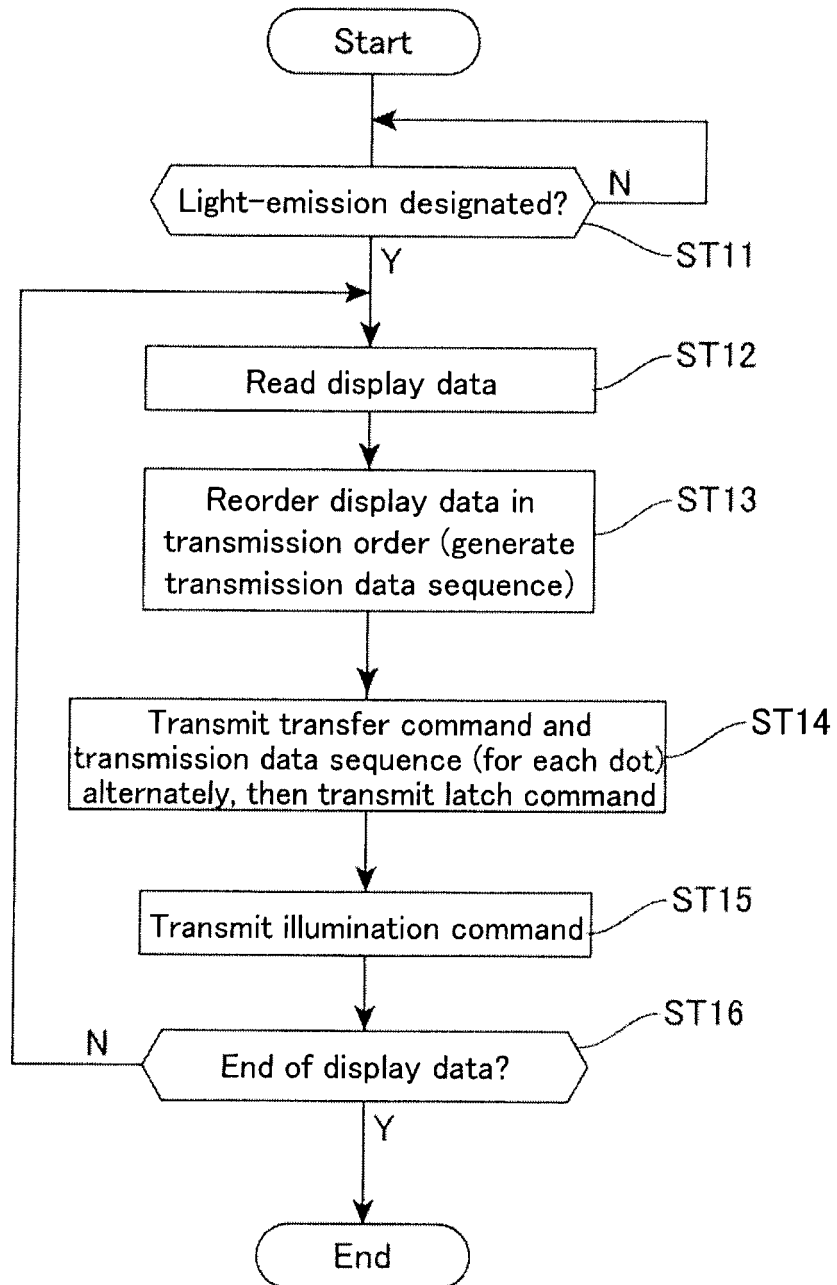 Start
Light-emission designated?
N
ST11
Y
ST12
Read display data
ST13
Reorder display data in
transmission order (generate
transmission data sequence)
ST14
Transmit transfer command and
transmission data sequence (for each dot)
alternately, then transmit latch command
ST15
Transmit illumination command
ST16
N
End of display data?
Y
End